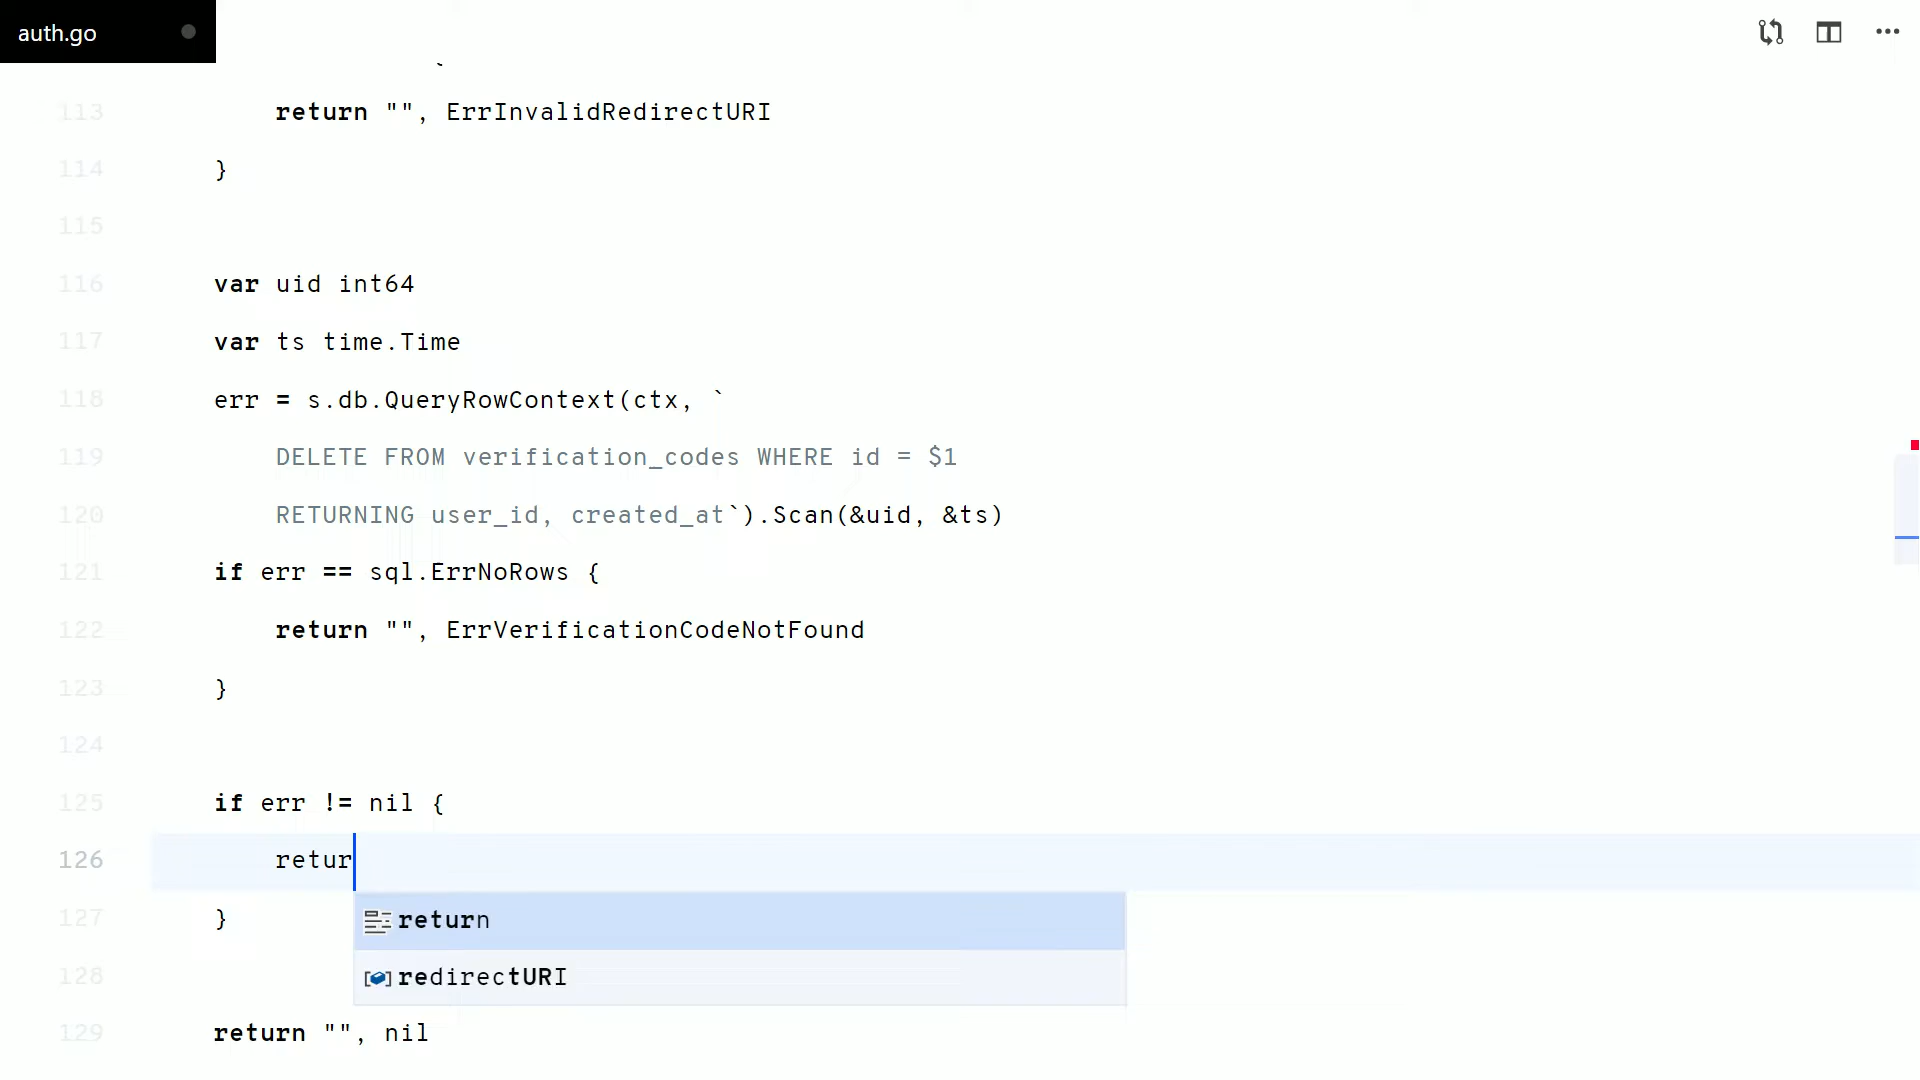 auth.go
`
113 return "", ErrInvalidRedirectURI
114 }
115
116 var uid int64
117 var ts time.Time
118 err = s.db.QueryRowContext(ctx, `
119 DELETE FROM verification_codes WHERE id = $1
120 RETURNING user_id, created_at`).Scan(&uid, &ts)
121 if err == sql.ErrNoRows {
122 return "", ErrVerificationCodeNotFound
123 }
124
125 if err != nil {
126 retur
return
127 }
redirectURI
128
129 return "", nil